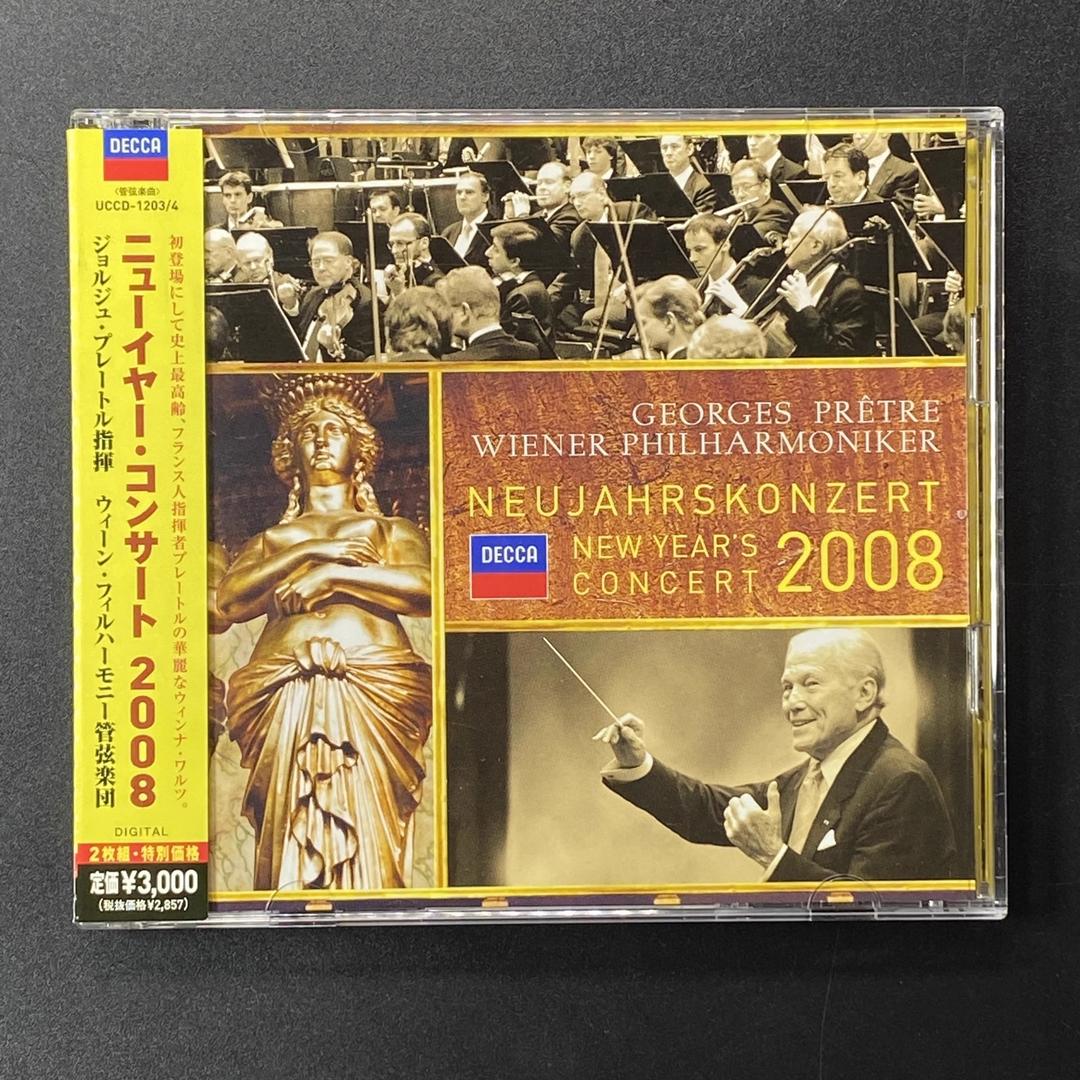 DECCA
〈管弦楽曲〉
UCCD-1203/4
初登場にして史上最高齢、フランス人指揮者プレートルの華麗なウィンナ・ワルツ。
ニューイヤー・コンサート 2008
ジョルジュ・プレートル指揮 ウィーン・フィルハーモニー管弦楽団
DIGITAL
2枚組・特別価格
定価¥3,000
(税抜価格¥2,857)
GEORGES PRÊTRE
WIENER PHILHARMONIKER
NEUJAHRSKONZERT
DECCA
NEW YEAR'S
CONCERT 2008